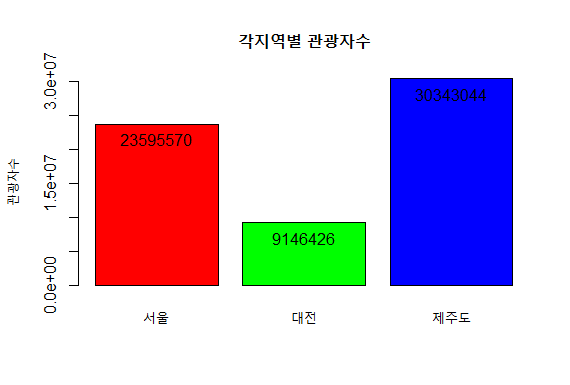 각지역별 관광자수
관광자수
3.0e+07
1.5e+07
0.0e+00
23595570
9146426
30343044
서울
대전
제주도